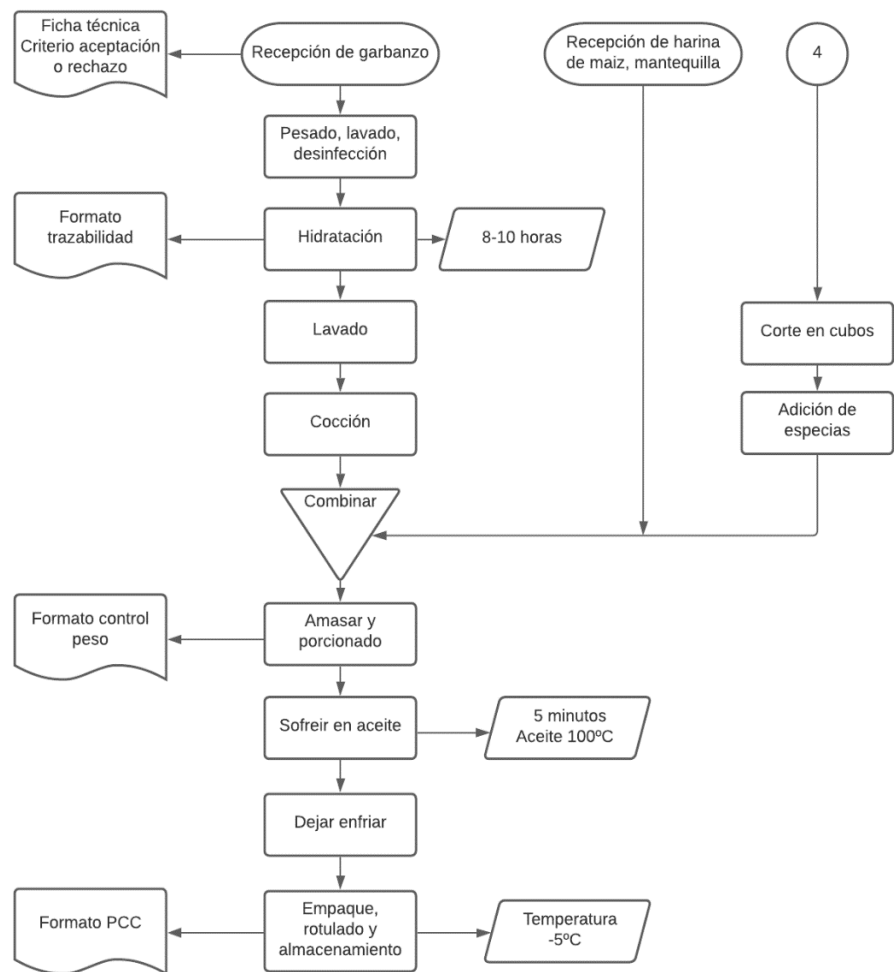 Ficha técnica
Criterio aceptación
o rechazo
Recepción de garbanzo
Recepción de harina
de maiz, mantequilla
4
Pesado, lavado,
desinfección
Formato
trazabilidad
Hidratación
8-10 horas
Lavado
Corte en cubos
Cocción
Adición de
especias
Combinar
Formato control
peso
Amasar y
porcionado
Sofreir en aceite
5 minutos
Aceite 100ºC
Dejar enfriar
Formato PCC
Empaque,
rotulado y
almacenamiento
Temperatura
-5ºC